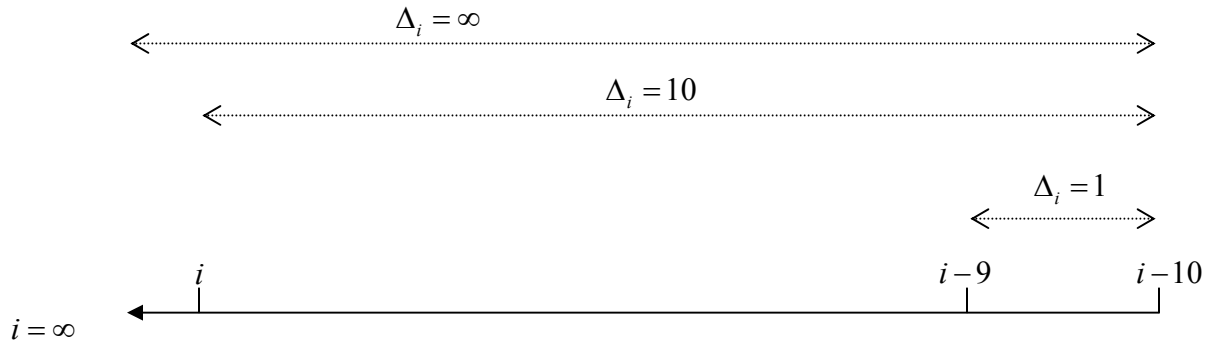 Δᵢ = ∞
Δᵢ = 10
Δᵢ = 1
i
i − 9
i − 10
i = ∞